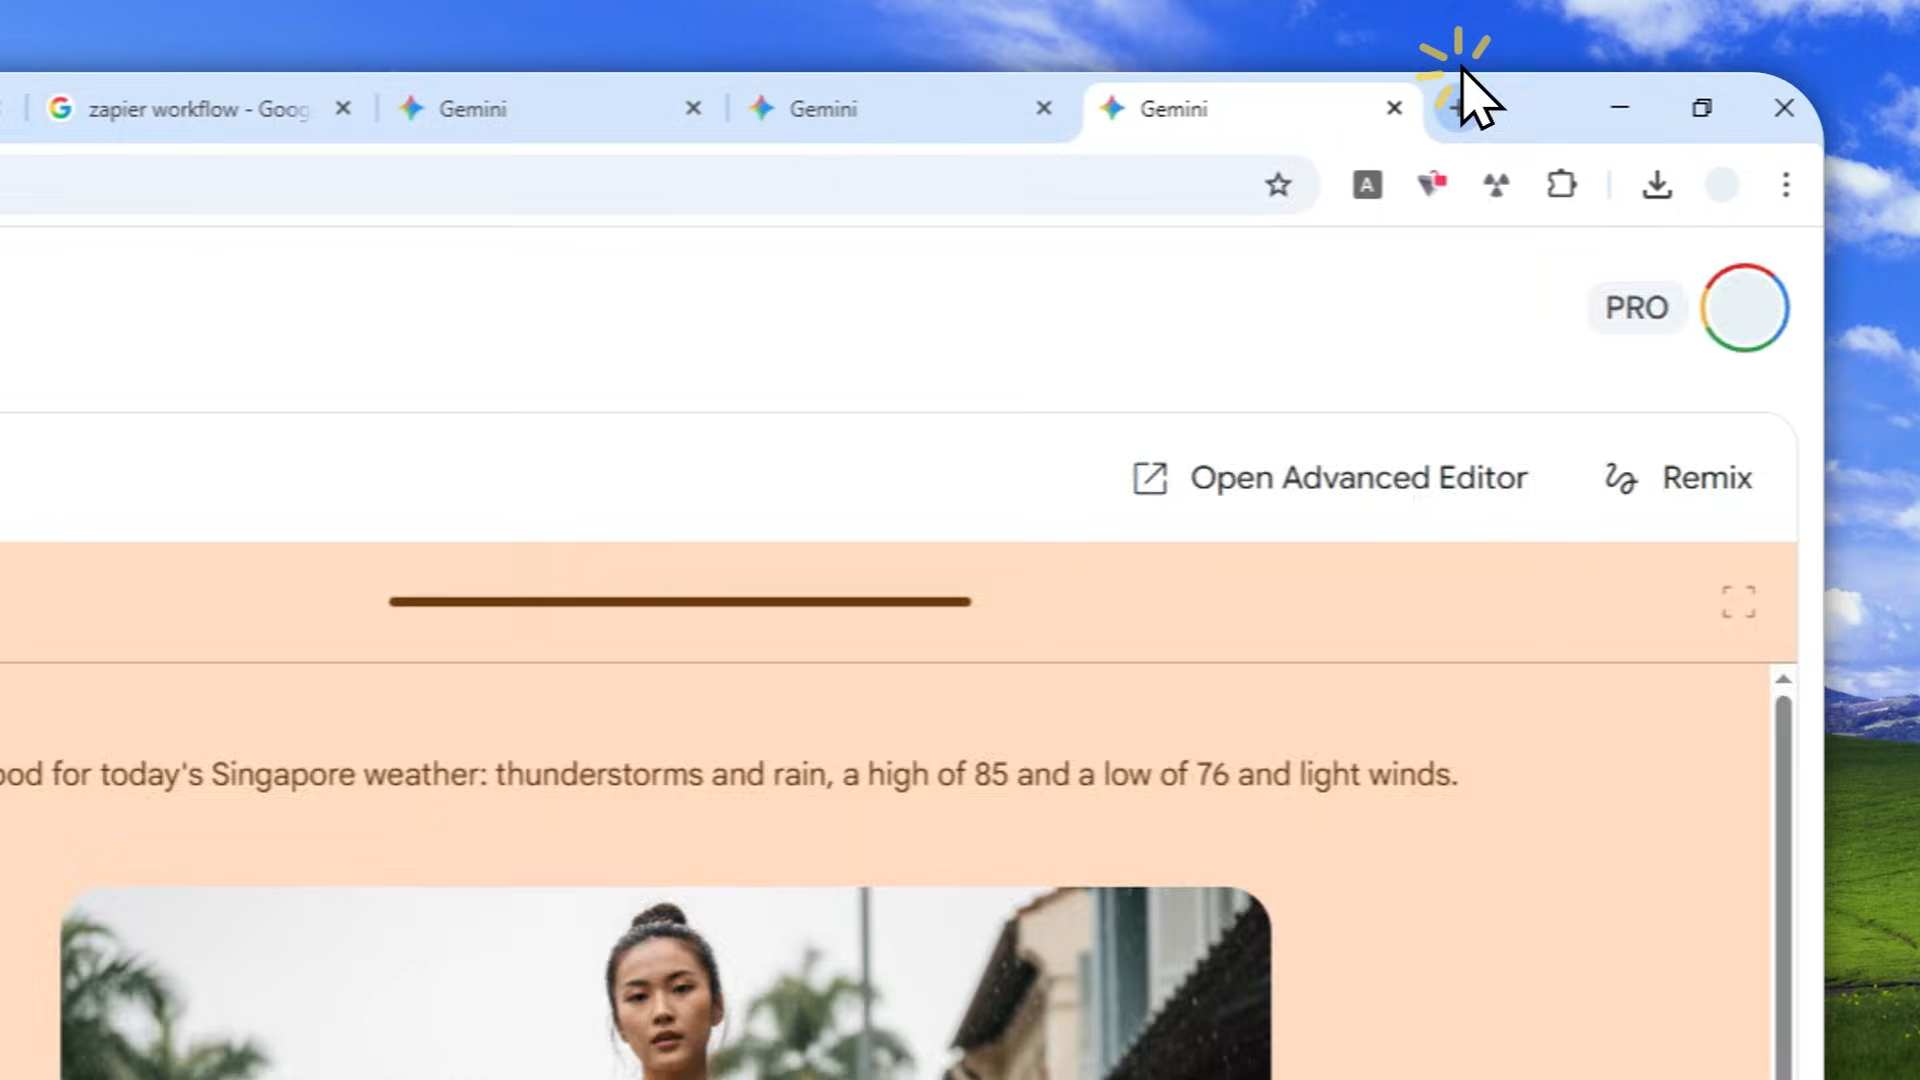 zapier workflow - Goog
Gemini
Gemini
Gemini
A
PRO
Open Advanced Editor
Remix
ood for today's Singapore weather: thunderstorms and rain, a high of 85 and a low of 76 and light winds.